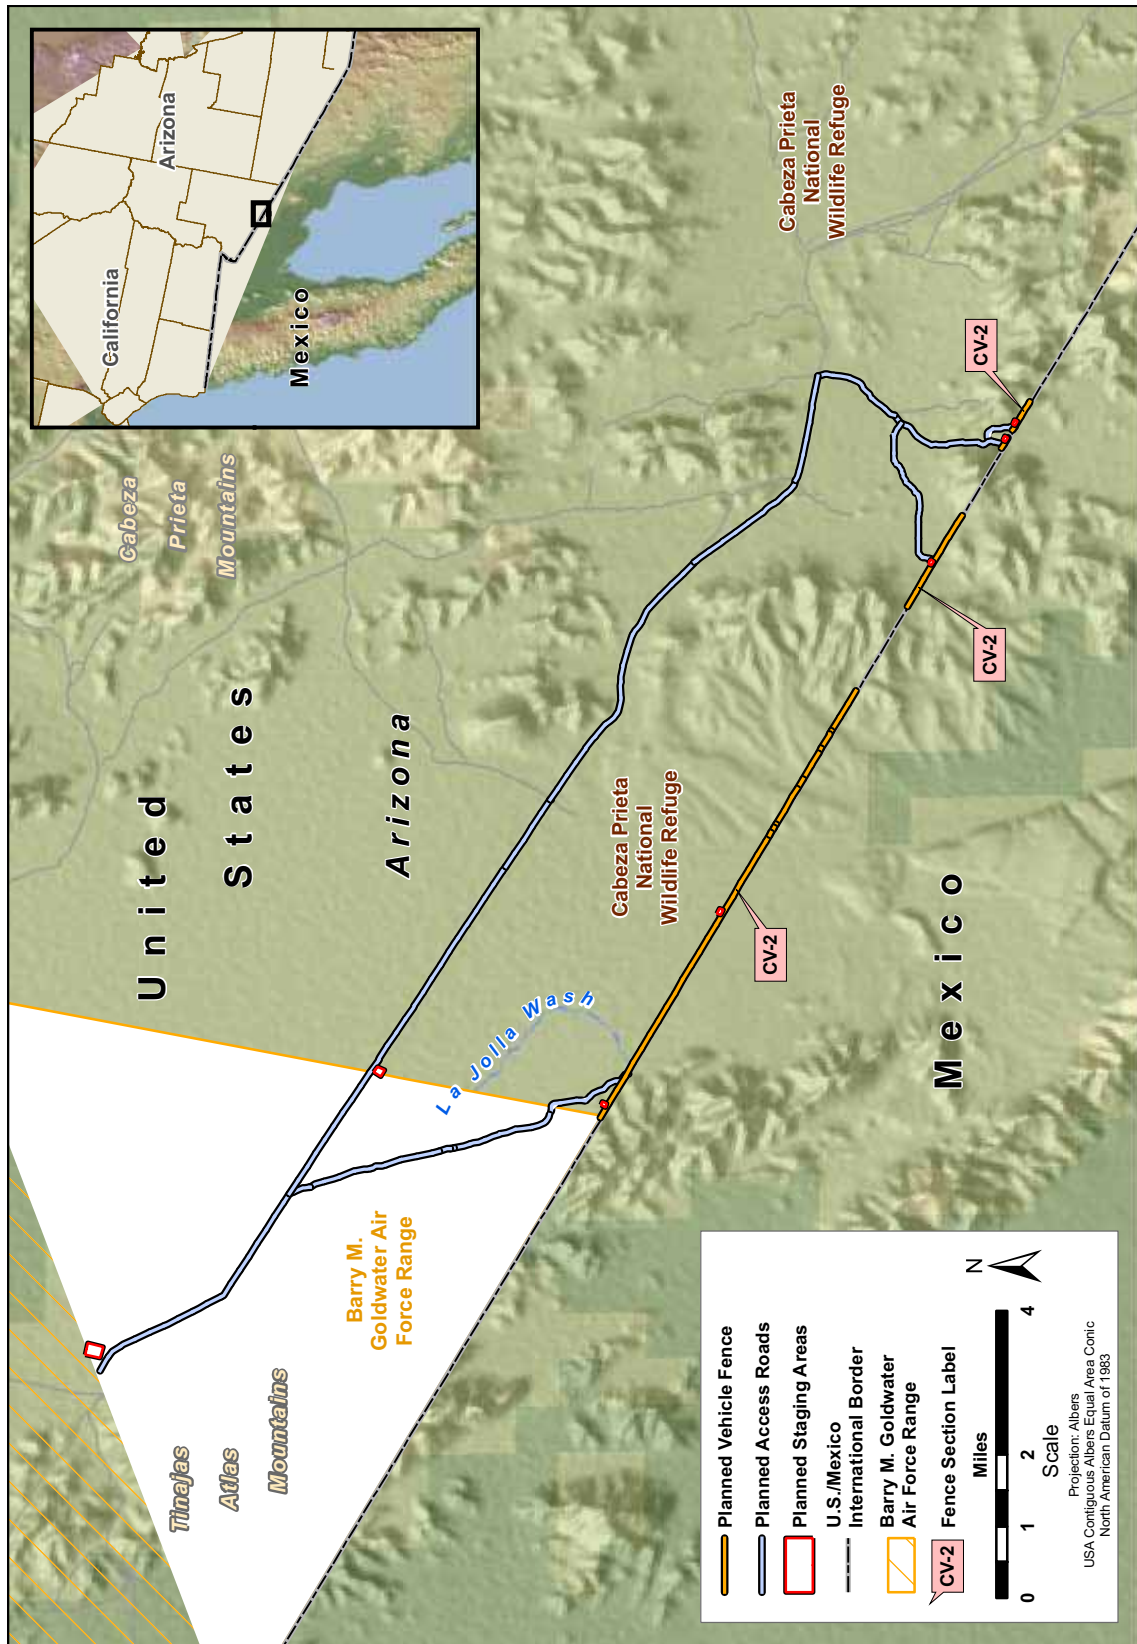 California
Arizona
Mexico
Cabeza
Prieta
Mountains
United
States
Arizona
Cabeza Prieta
National
Wildlife Refuge
Tinajas
Atlas
Mountains
Barry M.
Goldwater Air
Force Range
La Jolla Wash
Cabeza Prieta
National
Wildlife Refuge
CV-2
CV-2
CV-2
Mexico
Planned Vehicle Fence
Planned Access Roads
Planned Staging Areas
U.S./Mexico
International Border
Barry M. Goldwater
Air Force Range
CV-2
Fence Section Label
Miles
0 1 2 4
Scale
N
Projection: Albers
USA Contiguous Albers Equal Area Conic
North American Datum of 1983